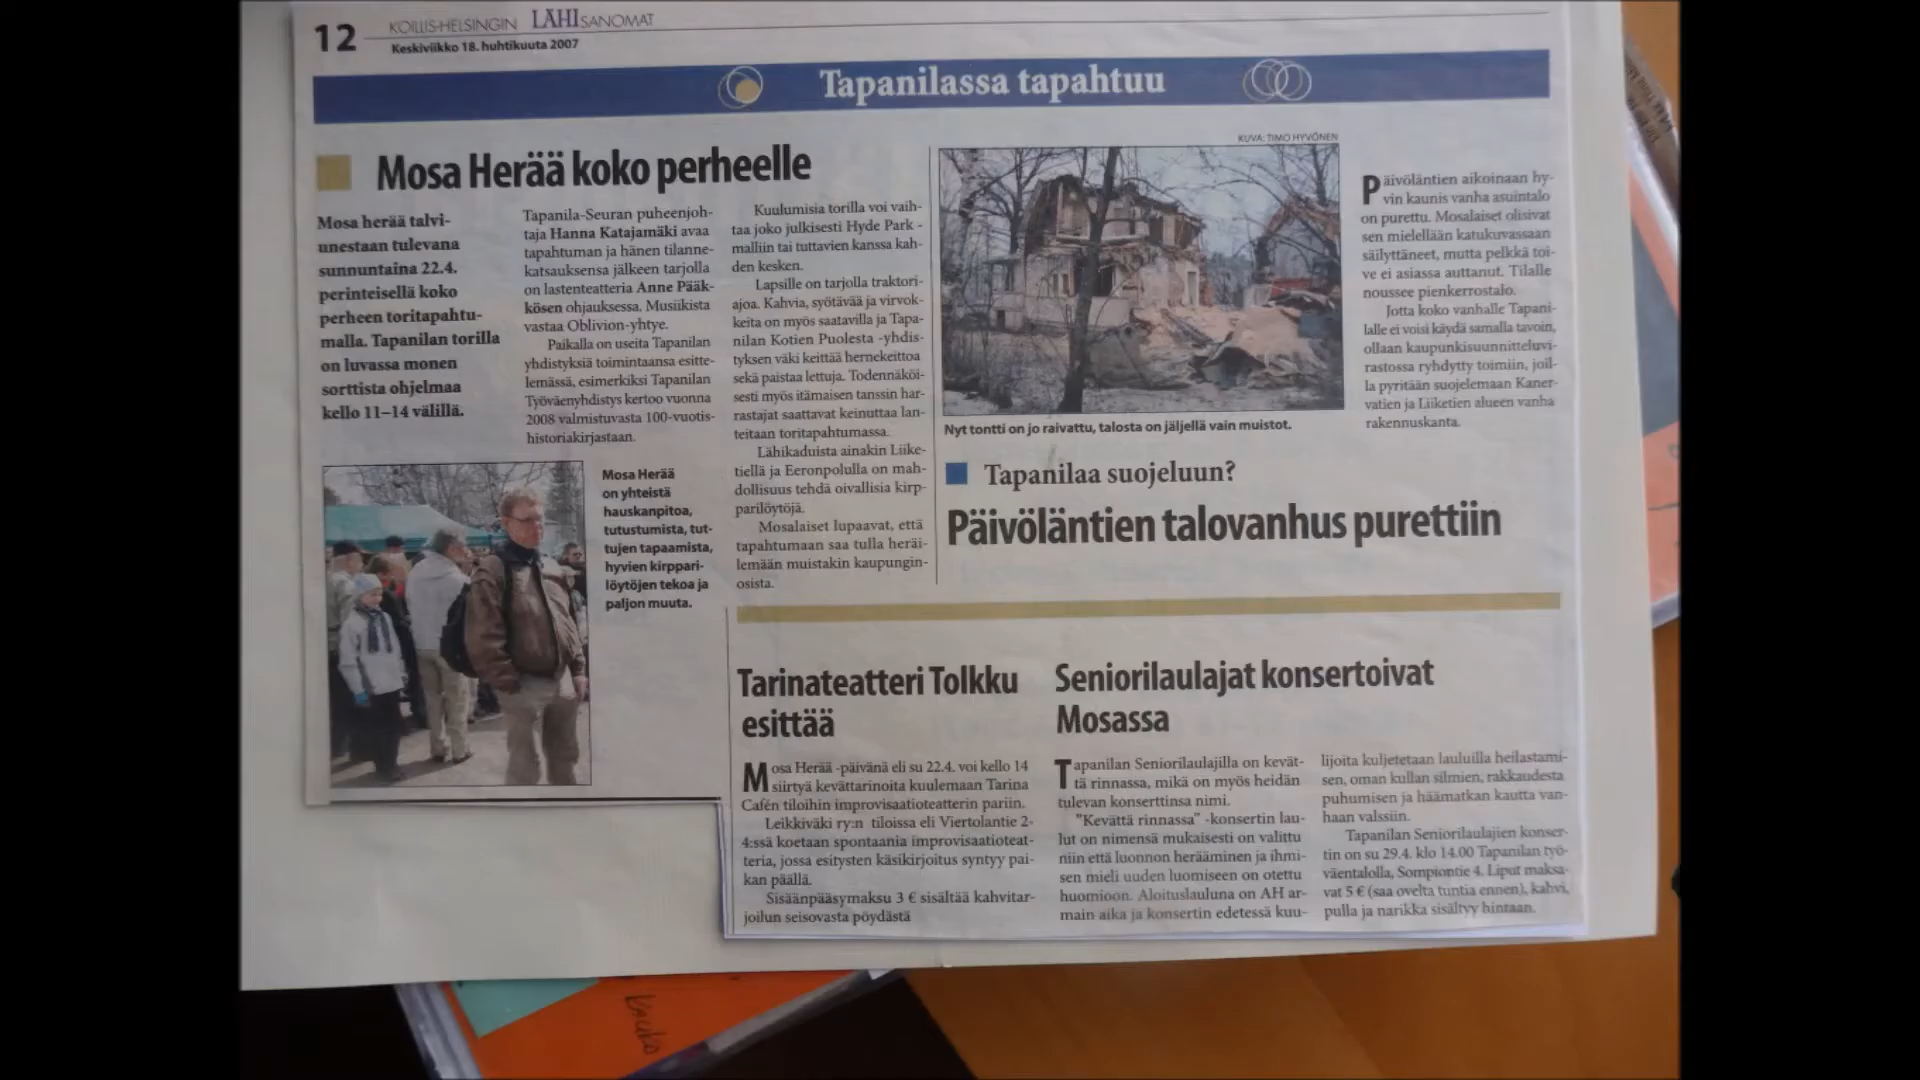 12
KOILLIS-HELSINGIN LÄHISANOMAT
Keskiviikko 18. huhtikuuta 2007
Tapanilassa tapahtuu
Mosa Herää koko perheelle
Mosa herää talvi-
unestaan tulevana
sunnuntaina 22.4.
perinteisellä koko
perheen toritapahtu-
malla. Tapanilan torilla
on luvassa monen
sorttista ohjelmaa
kello 11–14 välillä.
Tapanila-Seuran puheenjoh-
taja Hanna Katajamäki avaa
tapahtuman ja hänen tilanne-
katsauksensa jälkeen tarjolla
on lastenteatteria Anne Pääk-
kösen ohjauksessa. Musiikista
vastaa Oblivion-yhtye.
Paikalla on useita Tapanilan
yhdistyksiä toimintaansa esitte-
lemässä, esimerkiksi Tapanilan
Työväenyhdistys kertoo vuonna
2008 valmistuvasta 100-vuotis-
historiakirjastaan.
Mosa Herää
on yhteistä
hauskanpitoa,
tutustumista, tut-
tujen tapaamista,
hyvien kirppari-
löytöjen tekoa ja
paljon muuta.
Kuulumisia torilla voi vaih-
taa joko julkisesti Hyde Park -
malliin tai tuttavien kanssa kah-
den kesken.
Lapsille on tarjolla traktori-
ajoa. Kahvia, syötävää ja virvok-
keita on myös saatavilla ja Tapa-
nilan Kotien Puolesta -yhdis-
tyksen väki keittää hernekeittoa
sekä paistaa lettuja. Todennäköi-
sesti myös itämaisen tanssin har-
rastajat saattavat keinuttaa lan-
teitaan toritapahtumassa.
Lähikaduista ainakin Liike-
tiellä ja Eeronpolulla on mah-
dollisuus tehdä oivallisia kirp-
parilöytöjä.
Mosalaiset lupaavat, että
tapahtumaan saa tulla heräi-
lemään muistakin kaupungin-
osista.
KUVA: TIMO HYVÖNEN
Nyt tontti on jo raivattu, talosta on jäljellä vain muistot.
Tapanilaa suojeluun?
Päivöläntien talovanhus purettiin
Päivöläntien aikoinaan hy-
vin kaunis vanha asuintalo
on purettu. Mosalaiset olisivat
sen mielellään katukuvassaan
säilyttäneet, mutta pelkkä toi-
ve ei asiassa auttanut. Tilalle
noussee pienkerrostalo.
Jotta koko vanhalle Tapani-
lalle ei voisi käydä samalla tavoin,
ollaan kaupunkisuunnitteluvi-
rastossa ryhdytty toimiin, joil-
la pyritään suojelemaan Kaner-
vatien ja Liiketien alueen vanha
rakennuskanta.
Tarinateatteri Tolkku
esittää
Mosa Herää -päivänä eli su 22.4. voi kello 14
siirtyä kevättarinoita kuulemaan Tarina
Cafén tiloihin improvisaatioteatterin pariin.
Leikkiväki ry:n tiloissa eli Viertolantie 2-
4:ssä koetaan spontaania improvisaatioteat-
teria, jossa esitysten käsikirjoitus syntyy pai-
kan päällä.
Sisäänpääsymaksu 3 € sisältää kahvitar-
joilun seisovasta pöydästä
Seniorilaulajat konsertoivat
Mosassa
Tapanilan Seniorilaulajilla on kevät-
tä rinnassa, mikä on myös heidän
tulevan konserttinsa nimi.
"Kevättä rinnassa" -konsertin lau-
lut on nimensä mukaisesti on valittu
niin että luonnon herääminen ja ihmi-
sen mieli uuden luomiseen on otettu
huomioon. Aloituslauluna on AH ar-
main aika ja konsertin edetessä kuu-
lijoita kuljetetaan lauluilla heilastami-
sen, oman kullan silmien, rakkaudesta
puhumisen ja häämatkan kautta van-
haan valssiin.
Tapanilan Seniorilaulajien konser-
tin on su 29.4. klo 14.00 Tapanilan työ-
väentalolla, Sompiontie 4. Liput maksa-
vat 5 € (saa ovelta tuntia ennen), kahvi,
pulla ja narikka sisältyy hintaan.